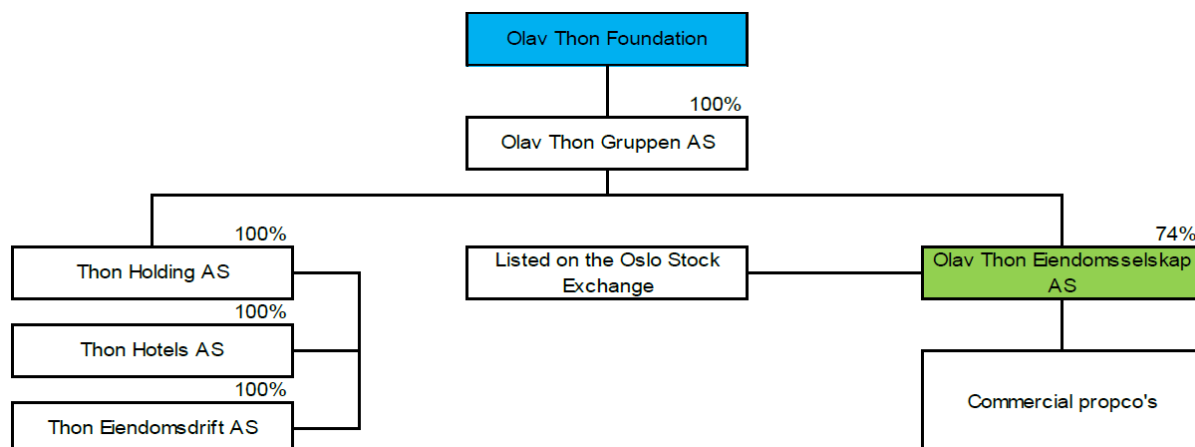 Olav Thon Foundation
100%
Olav Thon Gruppen AS
100%
Thon Holding AS
Listed on the Oslo Stock
Exchange
74%
Olav Thon Eiendomsselskap
AS
100%
Thon Hotels AS
100%
Thon Eiendomsdrift AS
Commercial propco's